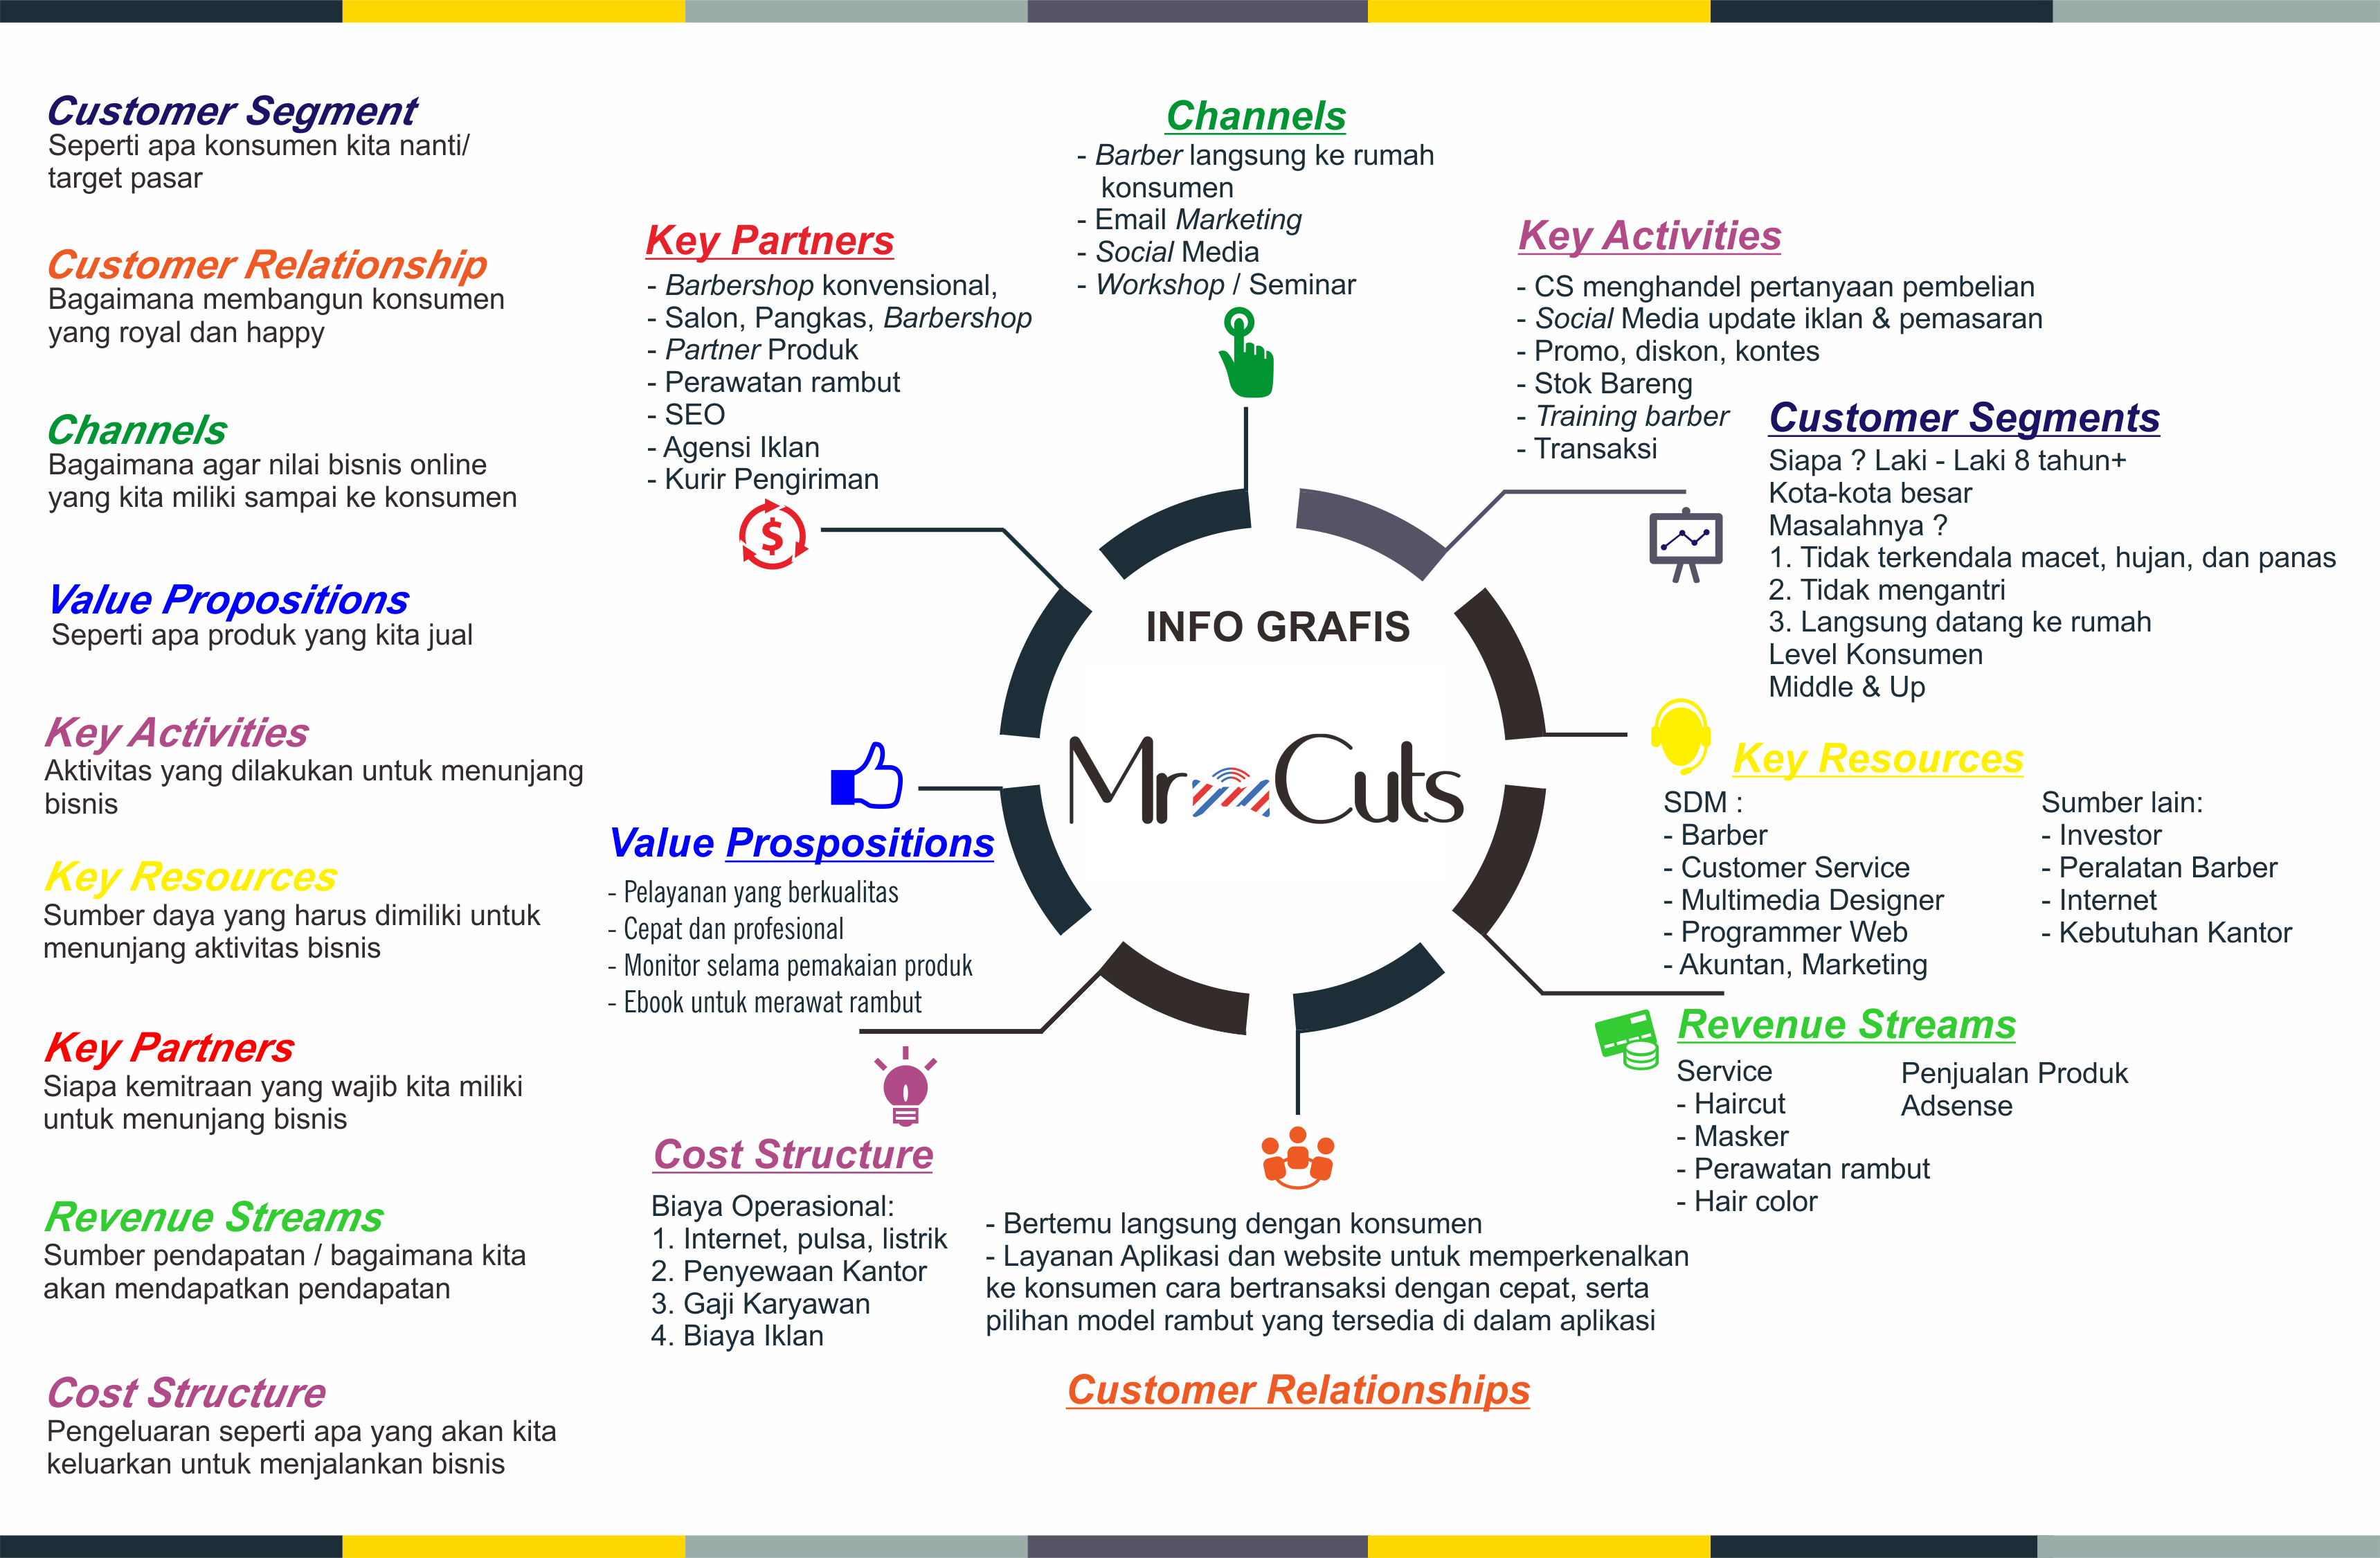 Customer Segment
Seperti apa konsumen kita nanti/
target pasar
Customer Relationship
Bagaimana membangun konsumen
yang royal dan happy
Channels
Bagaimana agar nilai bisnis online
yang kita miliki sampai ke konsumen
Value Propositions
Seperti apa produk yang kita jual
Key Activities
Aktivitas yang dilakukan untuk menunjang
bisnis
Key Resources
Sumber daya yang harus dimiliki untuk
menunjang aktivitas bisnis
Key Partners
Siapa kemitraan yang wajib kita miliki
untuk menunjang bisnis
Revenue Streams
Sumber pendapatan / bagaimana kita
akan mendapatkan pendapatan
Cost Structure
Pengeluaran seperti apa yang akan kita
keluarkan untuk menjalankan bisnis
Key Partners
- Barbershop konvensional,
- Salon, Pangkas, Barbershop
- Partner Produk
- Perawatan rambut
- SEO
- Agensi Iklan
- Kurir Pengiriman
Channels
- Barber langsung ke rumah
konsumen
- Email Marketing
- Social Media
- Workshop / Seminar
Key Activities
- CS menghandel pertanyaan pembelian
- Social Media update iklan & pemasaran
- Promo, diskon, kontes
- Stok Bareng
- Training barber
- Transaksi
Customer Segments
Siapa ? Laki - Laki 8 tahun+
Kota-kota besar
Masalahnya ?
1. Tidak terkendala macet, hujan, dan panas
2. Tidak mengantri
3. Langsung datang ke rumah
Level Konsumen
Middle & Up
INFO GRAFIS
Mr Cuts
Value Prospositions
- Pelayanan yang berkualitas
- Cepat dan profesional
- Monitor selama pemakaian produk
- Ebook untuk merawat rambut
Key Resources
SDM :
- Barber
- Customer Service
- Multimedia Designer
- Programmer Web
- Akuntan, Marketing
Sumber lain:
- Investor
- Peralatan Barber
- Internet
- Kebutuhan Kantor
Revenue Streams
Service
- Haircut
- Masker
- Perawatan rambut
- Hair color
Penjualan Produk
Adsense
Cost Structure
Biaya Operasional:
1. Internet, pulsa, listrik
2. Penyewaan Kantor
3. Gaji Karyawan
4. Biaya Iklan
- Bertemu langsung dengan konsumen
- Layanan Aplikasi dan website untuk memperkenalkan
ke konsumen cara bertransaksi dengan cepat, serta
pilihan model rambut yang tersedia di dalam aplikasi
Customer Relationships